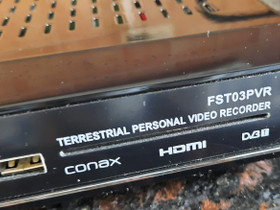 FST03PVR
TERRESTRIAL PERSONAL VIDEO RECORDER
CONAX HDMI DVB T